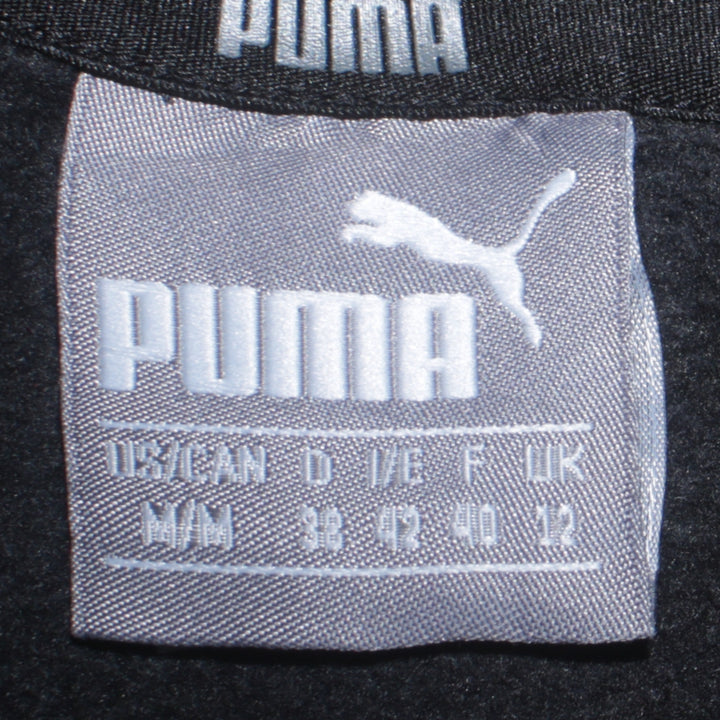 PUMA
PUMA
US/CAN D I/E F UK
M/M 38 42 40 12